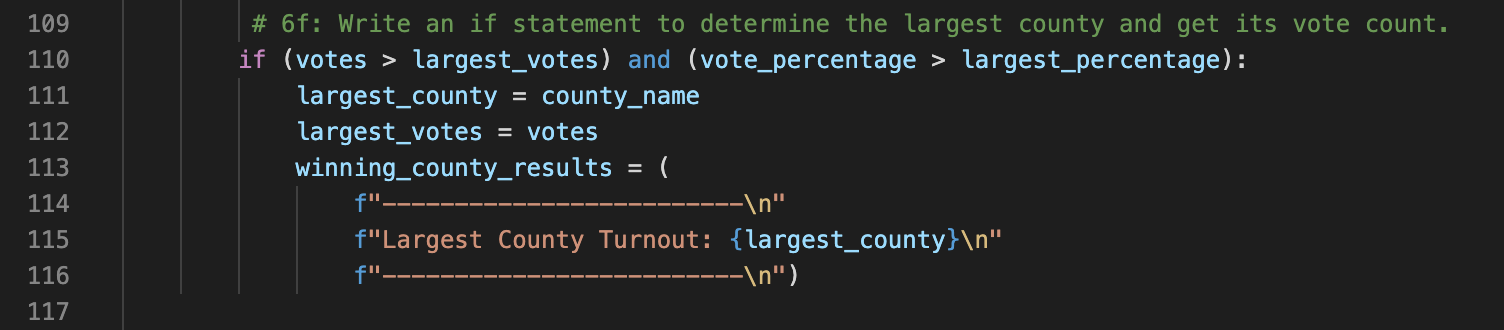 109 # 6f: Write an if statement to determine the largest county and get its vote count.
110 if (votes > largest_votes) and (vote_percentage > largest_percentage):
111 largest_county = county_name
112 largest_votes = votes
113 winning_county_results = (
114 f"-------------------------\n"
115 f"Largest County Turnout: {largest_county}\n"
116 f"-------------------------\n")
117